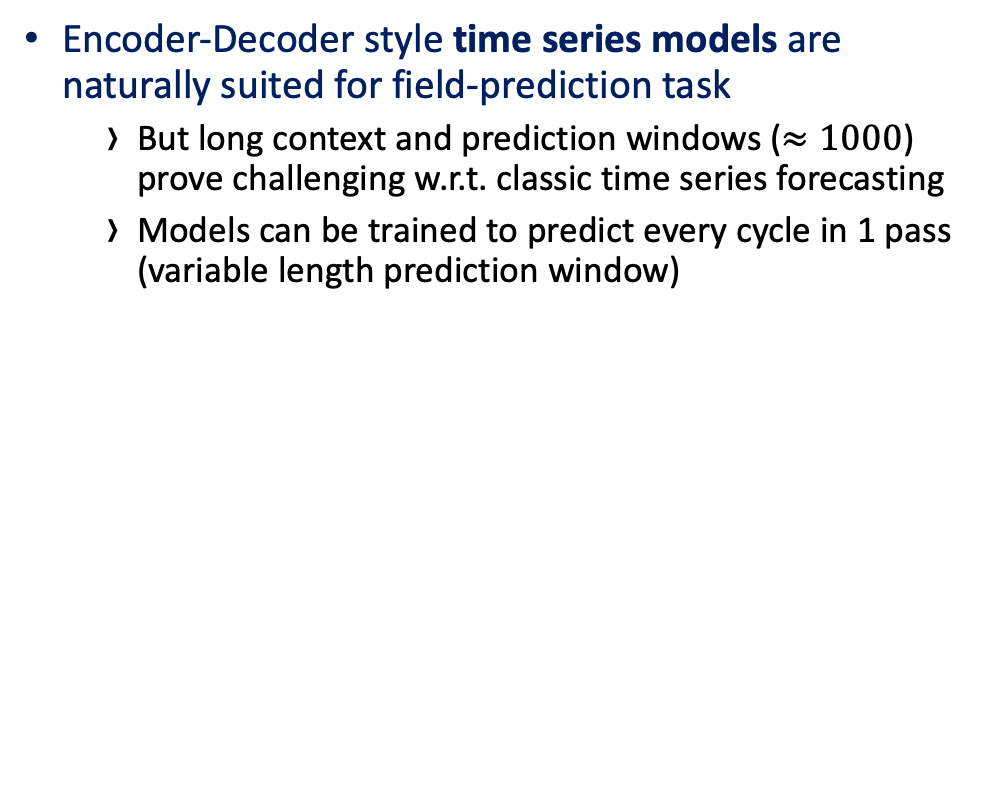 • Encoder-Decoder style time series models are
naturally suited for field-prediction task
› But long context and prediction windows (≈ 1000)
prove challenging w.r.t. classic time series forecasting
› Models can be trained to predict every cycle in 1 pass
(variable length prediction window)